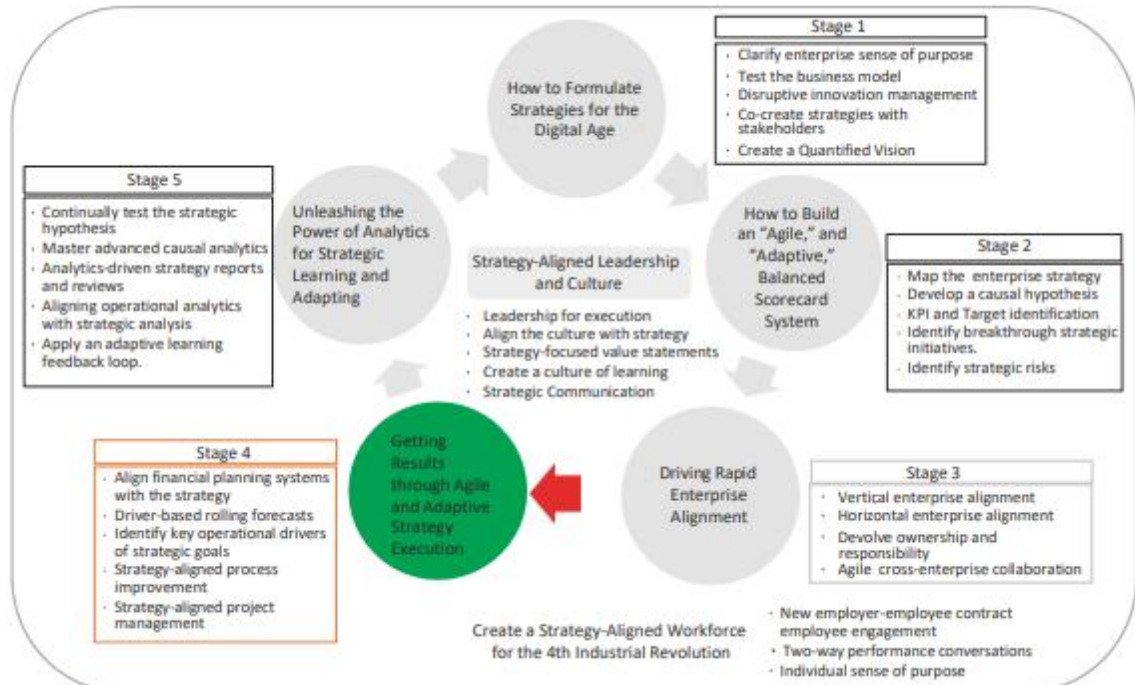 Stage 1
· Clarify enterprise sense of purpose
· Test the business model
· Disruptive innovation management
· Co-create strategies with
stakeholders
· Create a Quantified Vision
How to Formulate
Strategies for the
Digital Age
Stage 5
· Continually test the strategic
hypothesis
· Master advanced causal analytics
· Analytics-driven strategy reports
and reviews
· Aligning operational analytics
with strategic analysis
· Apply an adaptive learning
feedback loop.
Unleashing the
Power of Analytics
for Strategic
Learning and
Adapting
How to Build
an “Agile,” and
“Adaptive,”
Balanced
Scorecard
System
Stage 2
· Map the enterprise strategy
· Develop a causal hypothesis
· KPI and Target identification
· Identify breakthrough strategic
initiatives.
· Identify strategic risks
Strategy-Aligned Leadership
and Culture
· Leadership for execution
· Align the culture with strategy
· Strategy-focused value statements
· Create a culture of learning
· Strategic Communication
Stage 4
· Align financial planning systems
with the strategy
· Driver-based rolling forecasts
· Identify key operational drivers
of strategic goals
· Strategy-aligned process
improvement
· Strategy-aligned project
management
Getting
Results
through Agile
and Adaptive
Strategy
Execution
Driving Rapid
Enterprise
Alignment
Stage 3
· Vertical enterprise alignment
· Horizontal enterprise alignment
· Devolve ownership and
responsibility
· Agile cross-enterprise collaboration
Create a Strategy-Aligned Workforce
for the 4th Industrial Revolution
· New employer-employee contract
employee engagement
· Two-way performance conversations
· Individual sense of purpose